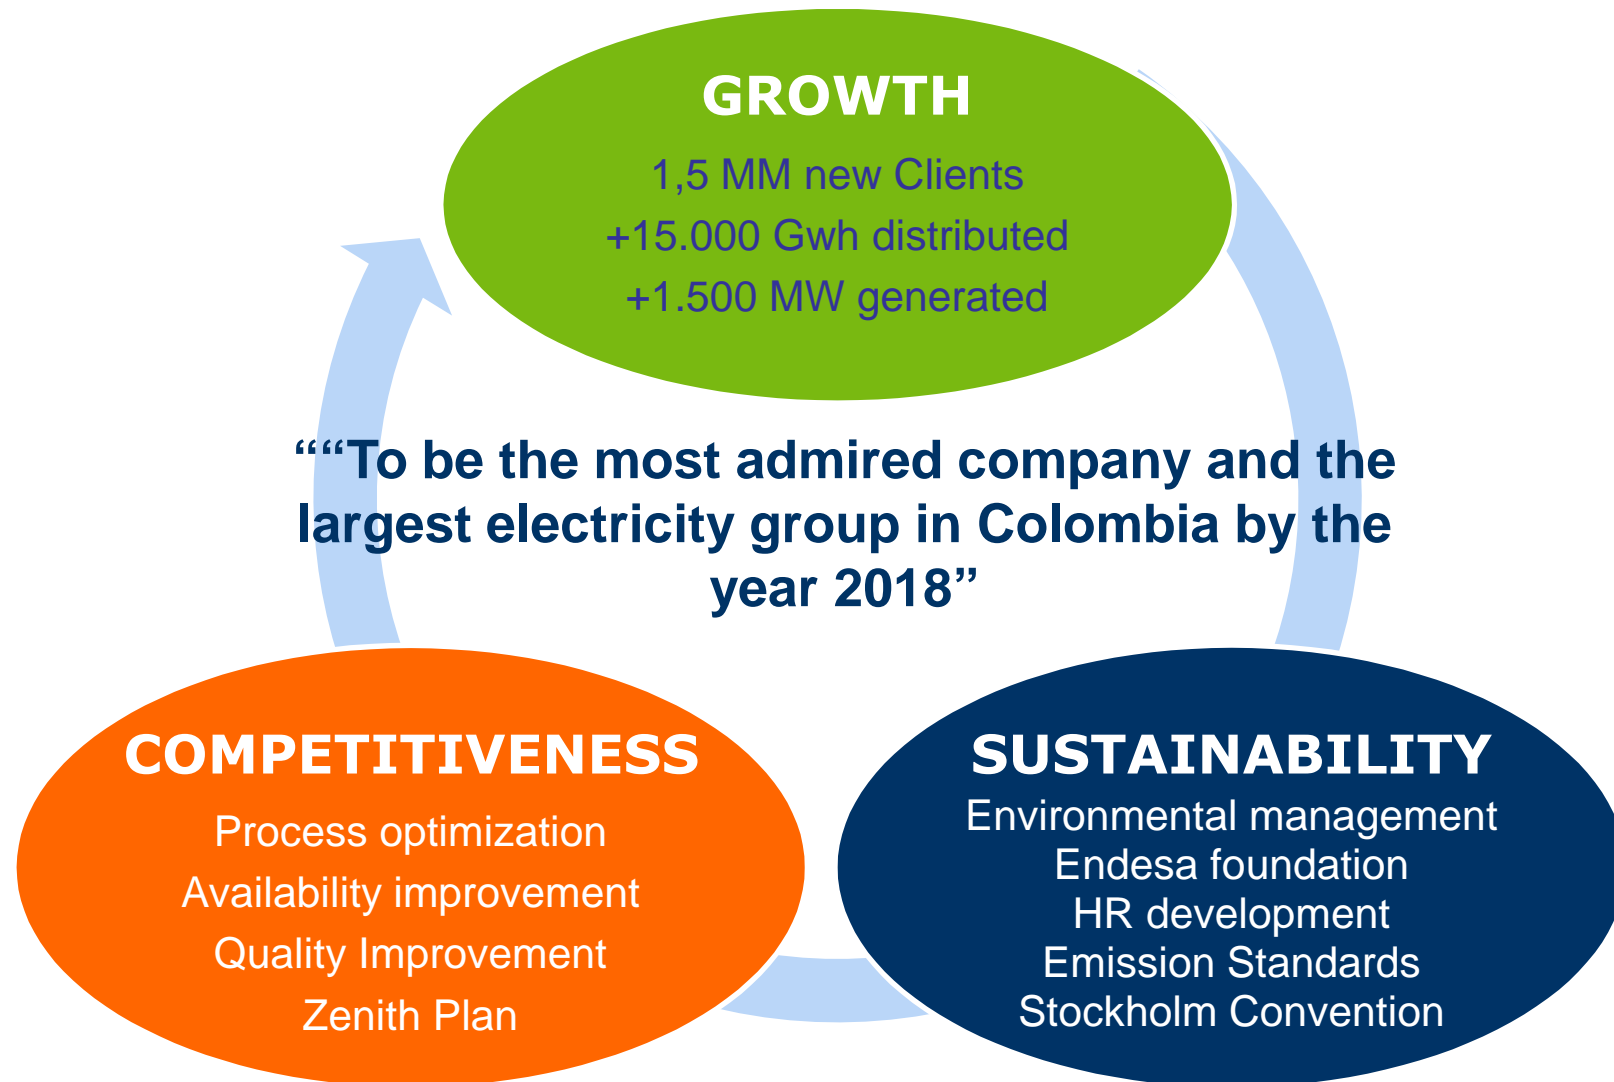 GROWTH
1,5 MM new Clients
+15.000 Gwh distributed
+1.500 MW generated
““To be the most admired company and the
largest electricity group in Colombia by the
year 2018”
COMPETITIVENESS
Process optimization
Availability improvement
Quality Improvement
Zenith Plan
SUSTAINABILITY
Environmental management
Endesa foundation
HR development
Emission Standards
Stockholm Convention